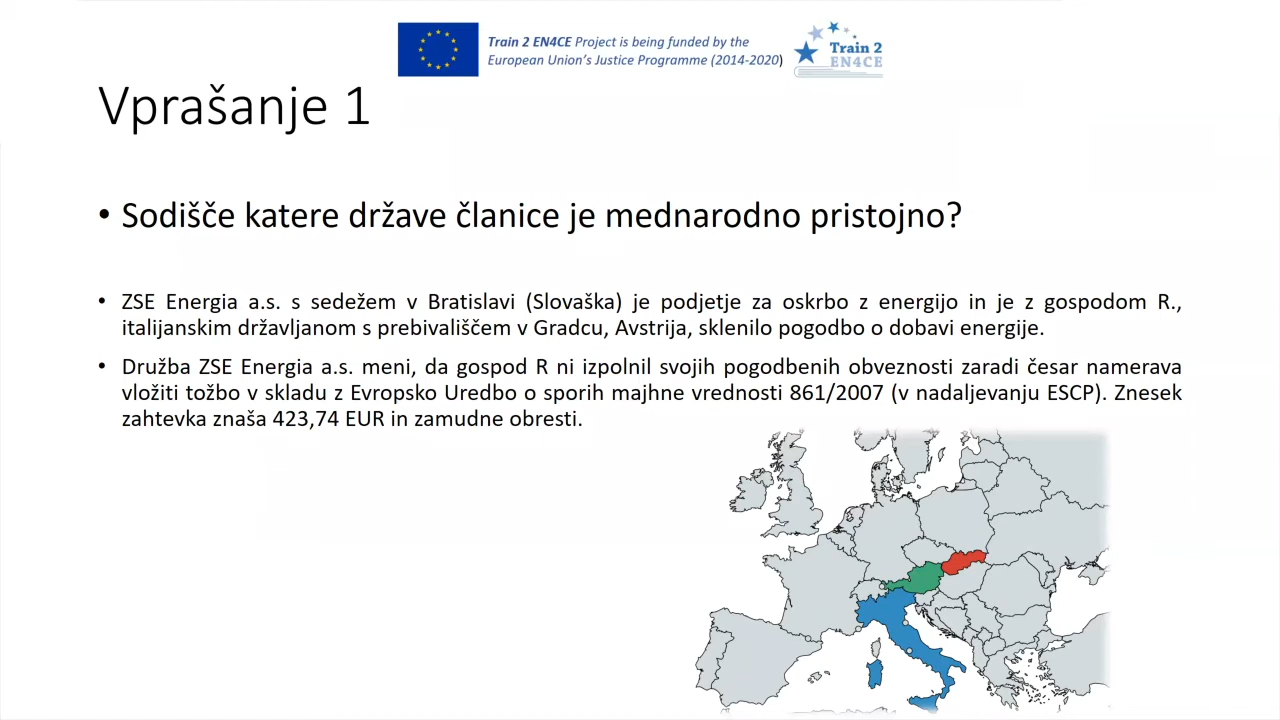 Train 2 EN4CE Project is being funded by the
European Union's Justice Programme (2014-2020)
Train 2
EN4CE
Vprašanje 1
• Sodišče katere države članice je mednarodno pristojno?
• ZSE Energia a.s. s sedežem v Bratislavi (Slovaška) je podjetje za oskrbo z energijo in je z gospodom R.,
italijanskim državljanom s prebivališčem v Gradcu, Avstrija, sklenilo pogodbo o dobavi energije.
• Družba ZSE Energia a.s. meni, da gospod R ni izpolnil svojih pogodbenih obveznosti zaradi česar namerava
vložiti tožbo v skladu z Evropsko Uredbo o sporih majhne vrednosti 861/2007 (v nadaljevanju ESCP). Znesek
zahtevka znaša 423,74 EUR in zamudne obresti.